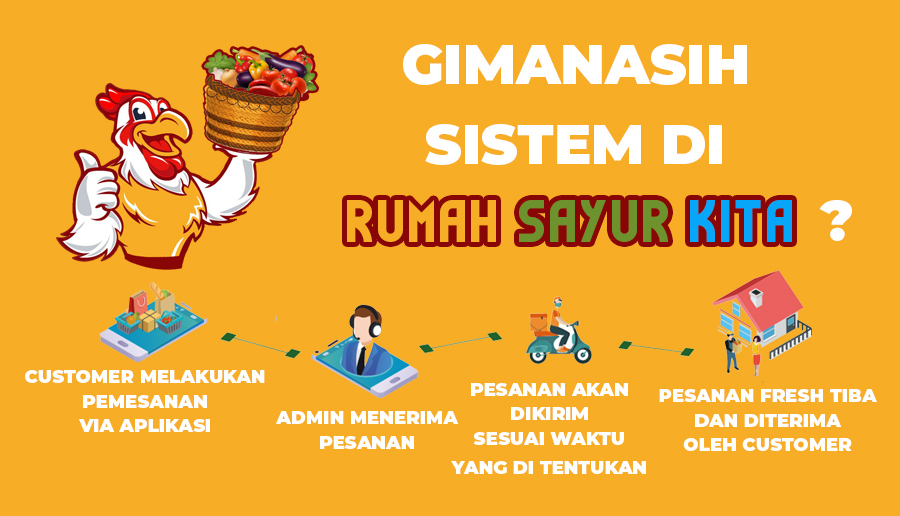 GIMANASIH
SISTEM DI
RUMAH SAYUR KITA ?
CUSTOMER MELAKUKAN
PEMESANAN
VIA APLIKASI
ADMIN MENERIMA
PESANAN
PESANAN AKAN
DIKIRIM
SESUAI WAKTU
YANG DI TENTUKAN
PESANAN FRESH TIBA
DAN DITERIMA
OLEH CUSTOMER